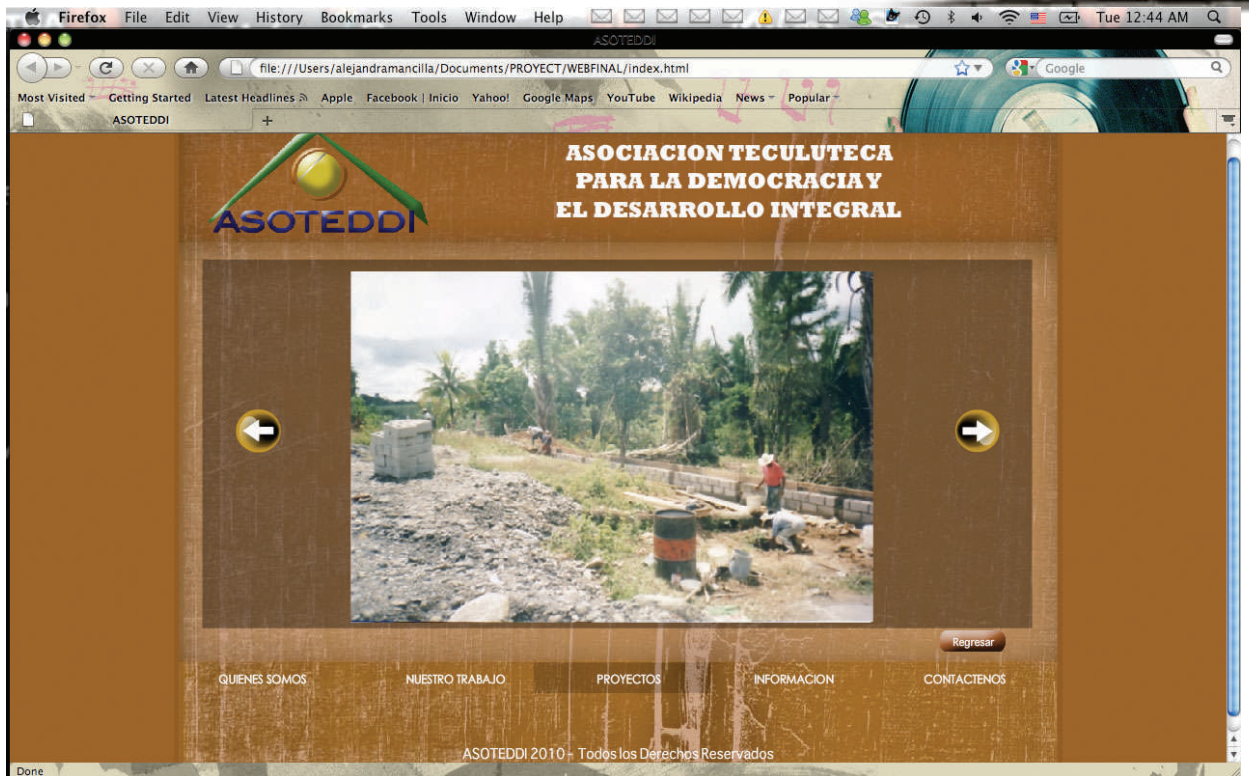 Firefox File Edit View History Bookmarks Tools Window Help Tue 12:44 AM
ASOTEDDI
file:///Users/alejandramancilla/Documents/PROYECT/WEBFINAL/index.html Google
Most Visited Getting Started Latest Headlines Apple Facebook | Inicio Yahoo! Google Maps YouTube Wikipedia News Popular
ASOTEDDI +
ASOCIACION TECULUTECA
PARA LA DEMOCRACIA Y
EL DESARROLLO INTEGRAL
ASOTEDDI
Regresar
QUIENES SOMOS NUESTRO TRABAJO PROYECTOS INFORMACION CONTACTENOS
ASOTEDDI 2010 - Todos los Derechos Reservados
Done